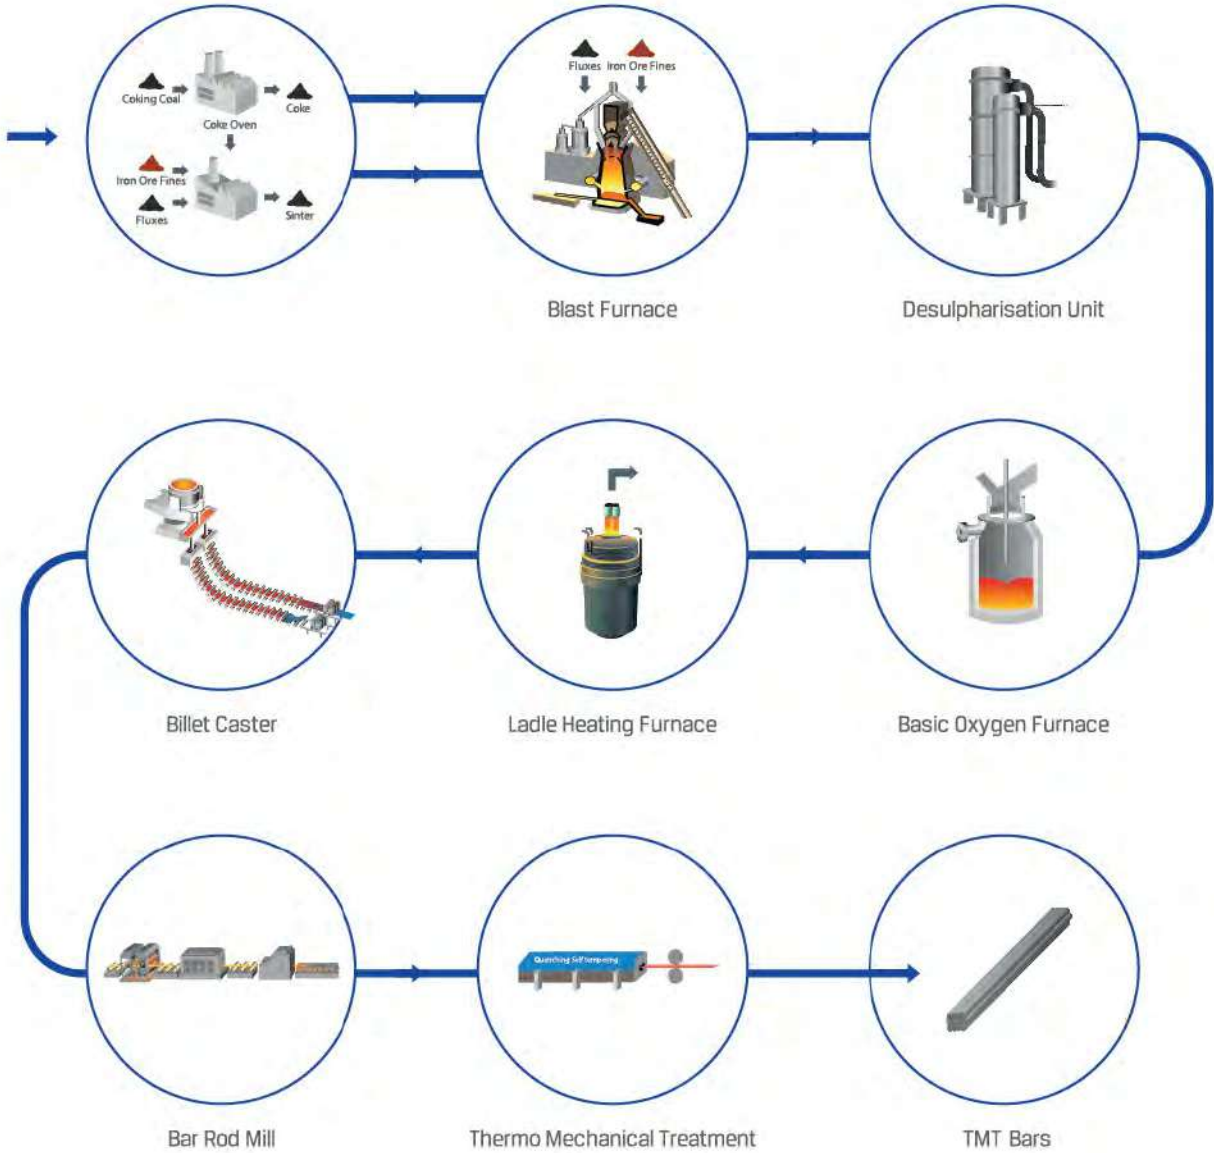 Coking Coal
Coke
Coke Oven
Iron Ore Fines
Fluxes
Sinter
Fluxes Iron Ore Fines
Blast Furnace
Desulpharisation Unit
Billet Caster
Ladle Heating Furnace
Basic Oxygen Furnace
Quenching Self tempering
Bar Rod Mill
Thermo Mechanical Treatment
TMT Bars